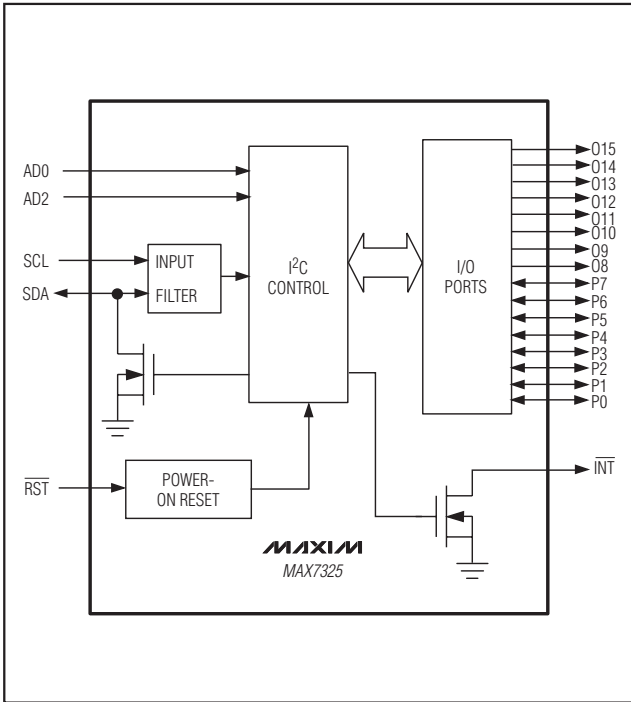 AD0
AD2
SCL
SDA
RST
INPUT
FILTER
I2C
CONTROL
POWER-
ON RESET
I/O
PORTS
O15
O14
O13
O12
O11
O10
O9
O8
P7
P6
P5
P4
P3
P2
P1
P0
INT
MAXIM
MAX7325